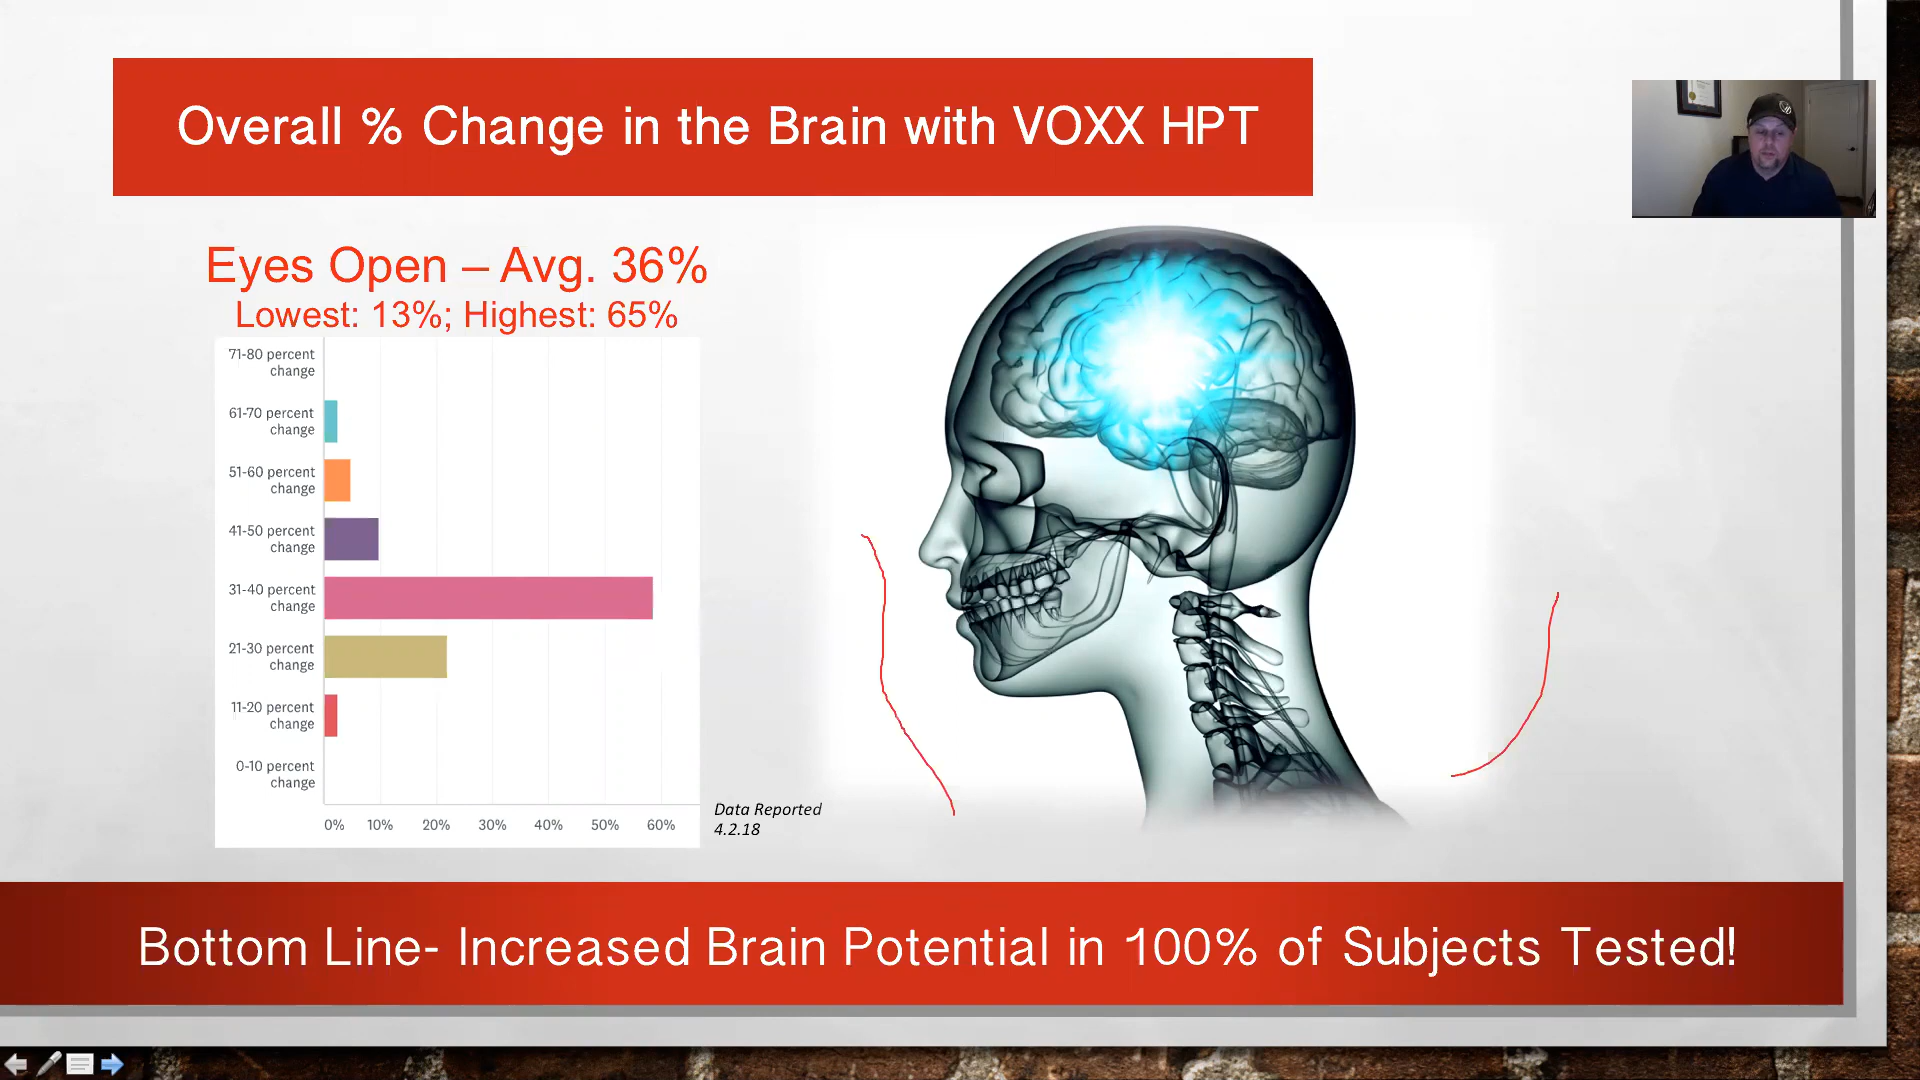 Overall % Change in the Brain with VOXX HPT
Eyes Open – Avg. 36%
Lowest: 13%; Highest: 65%
71-80 percent
change
61-70 percent
change
51-60 percent
change
41-50 percent
change
31-40 percent
change
21-30 percent
change
11-20 percent
change
0-10 percent
change
0% 10% 20% 30% 40% 50% 60%
Data Reported
4.2.18
Bottom Line- Increased Brain Potential in 100% of Subjects Tested!